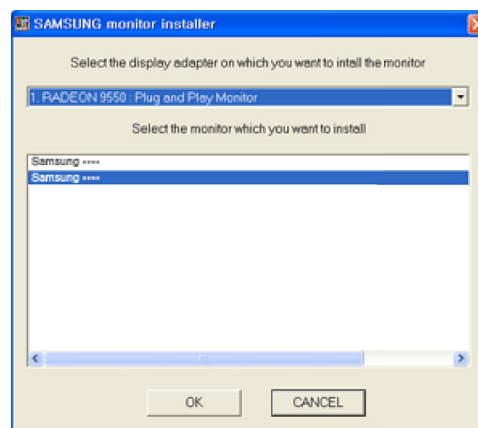 SAMSUNG monitor installer
Select the display adapter on which you want to intall the monitor
1. RADEON 9550 : Plug and Play Monitor
Select the monitor which you want to install
Samsung ****
Samsung ****
OK
CANCEL